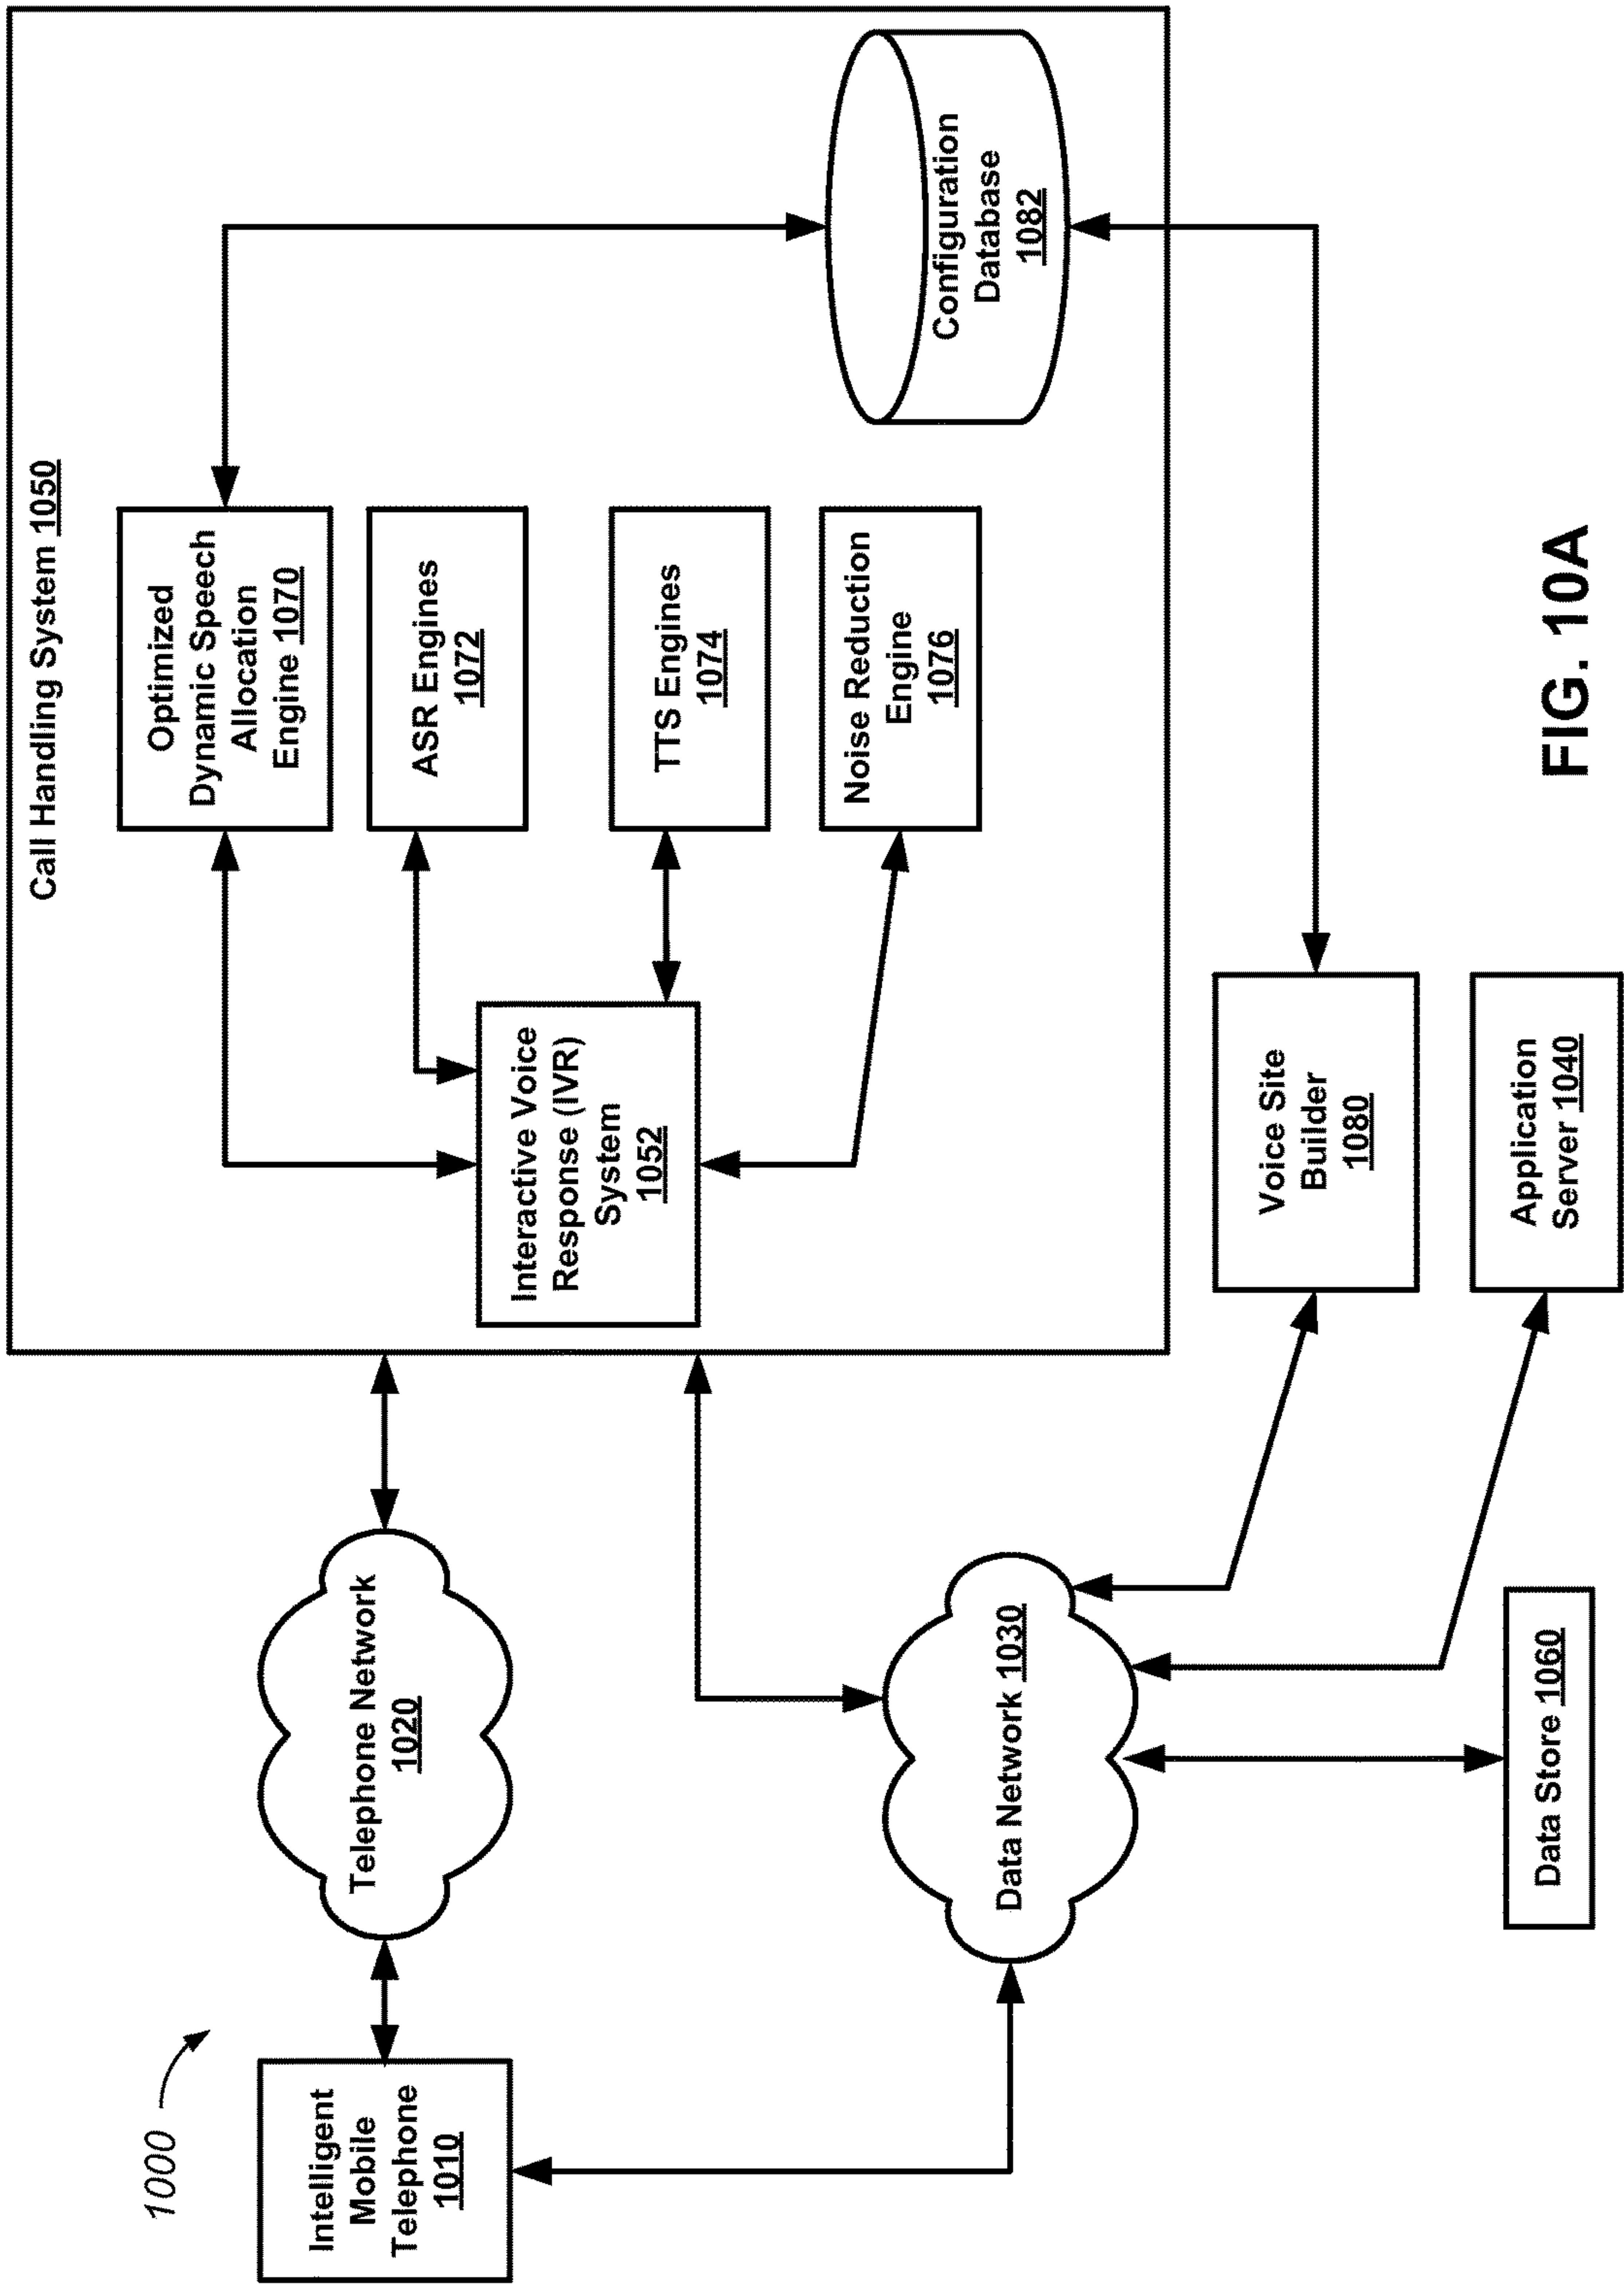 1000
Call Handling System 1050
Intelligent
Mobile
Telephone
1010
Telephone Network
1020
Interactive Voice
Response (IVR)
System
1052
Optimized
Dynamic Speech
Allocation
Engine 1070
ASR Engines
1072
TTS Engines
1074
Noise Reduction
Engine
1076
Configuration
Database
1082
Data Network 1030
Voice Site
Builder
1080
Application
Server 1040
Data Store 1060
FIG. 10A